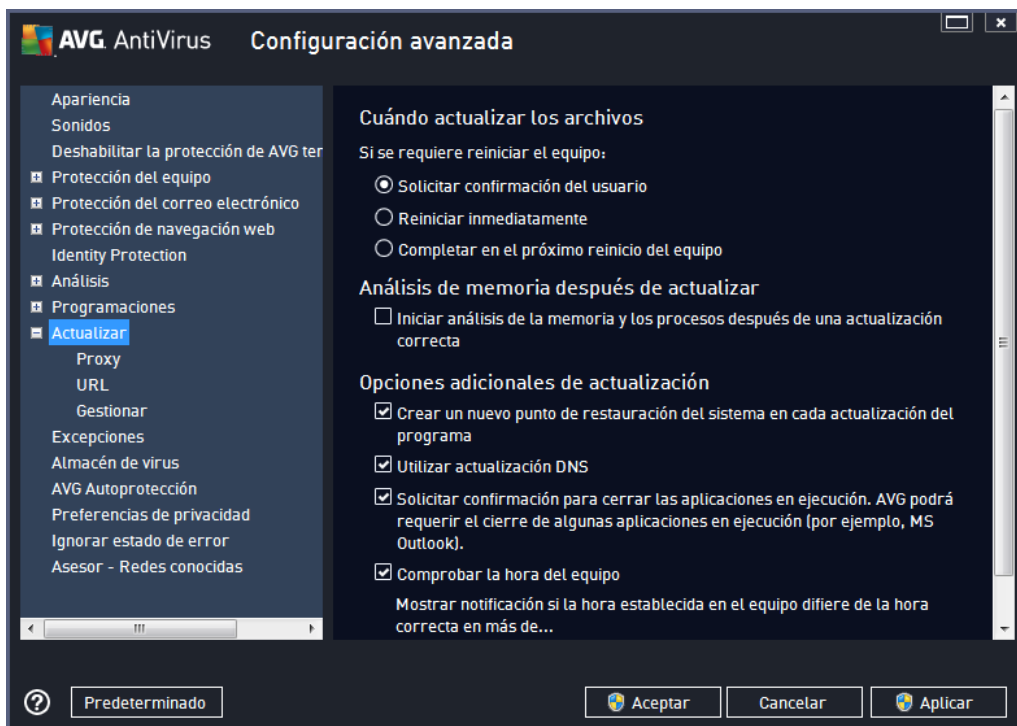 AVG AntiVirus Configuración avanzada
Apariencia
Sonidos
Deshabilitar la protección de AVG ter
Protección del equipo
Protección del correo electrónico
Protección de navegación web
Identity Protection
Análisis
Programaciones
Actualizar
Proxy
URL
Gestionar
Excepciones
Almacén de virus
AVG Autoprotección
Preferencias de privacidad
Ignorar estado de error
Asesor - Redes conocidas
Cuándo actualizar los archivos
Si se requiere reiniciar el equipo:
Solicitar confirmación del usuario
Reiniciar inmediatamente
Completar en el próximo reinicio del equipo
Análisis de memoria después de actualizar
Iniciar análisis de la memoria y los procesos después de una actualización
correcta
Opciones adicionales de actualización
Crear un nuevo punto de restauración del sistema en cada actualización del
programa
Utilizar actualización DNS
Solicitar confirmación para cerrar las aplicaciones en ejecución. AVG podrá
requerir el cierre de algunas aplicaciones en ejecución (por ejemplo, MS
Outlook).
Comprobar la hora del equipo
Mostrar notificación si la hora establecida en el equipo difiere de la hora
correcta en más de...
Predeterminado
Aceptar
Cancelar
Aplicar